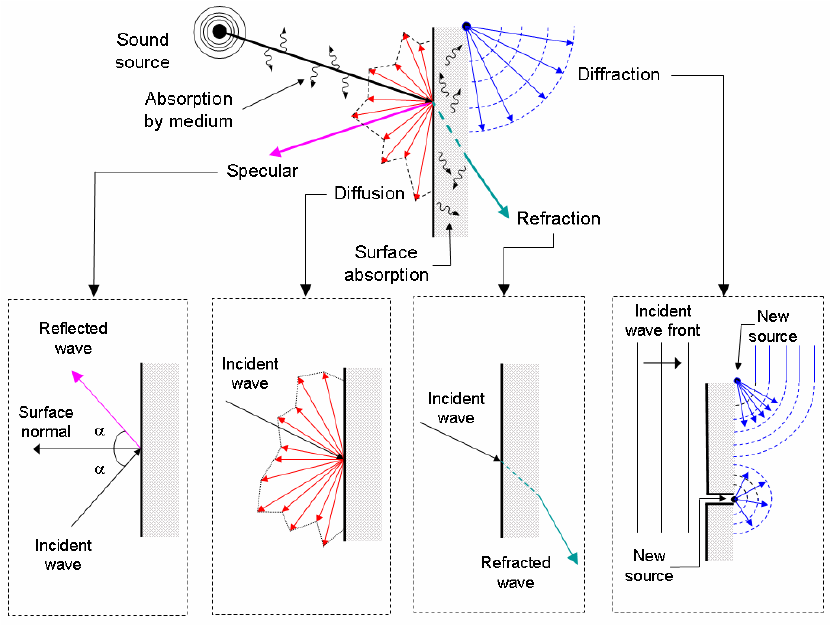 Sound
source
Absorption
by medium
Diffraction
Specular
Diffusion
Refraction
Surface
absorption
Reflected
wave
Surface
normal
α
α
Incident
wave
Incident
wave
Incident
wave
Refracted
wave
Incident
wave front
New
source
New
source